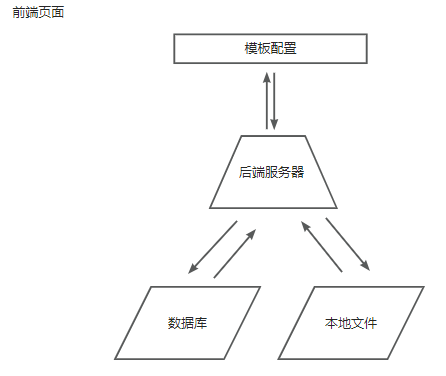 前端页面
模板配置
后端服务器
数据库
本地文件